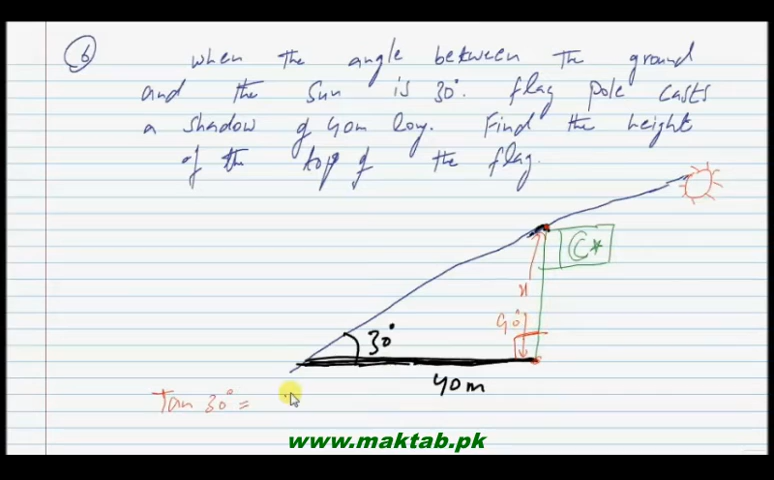 6
when the angle between the ground
and the sun is 30°. flag pole casts
a shadow of 40m long. Find the height
of the top of the flag.
C*
x
90°
30°
40m
Tan 30° =
www.maktab.pk